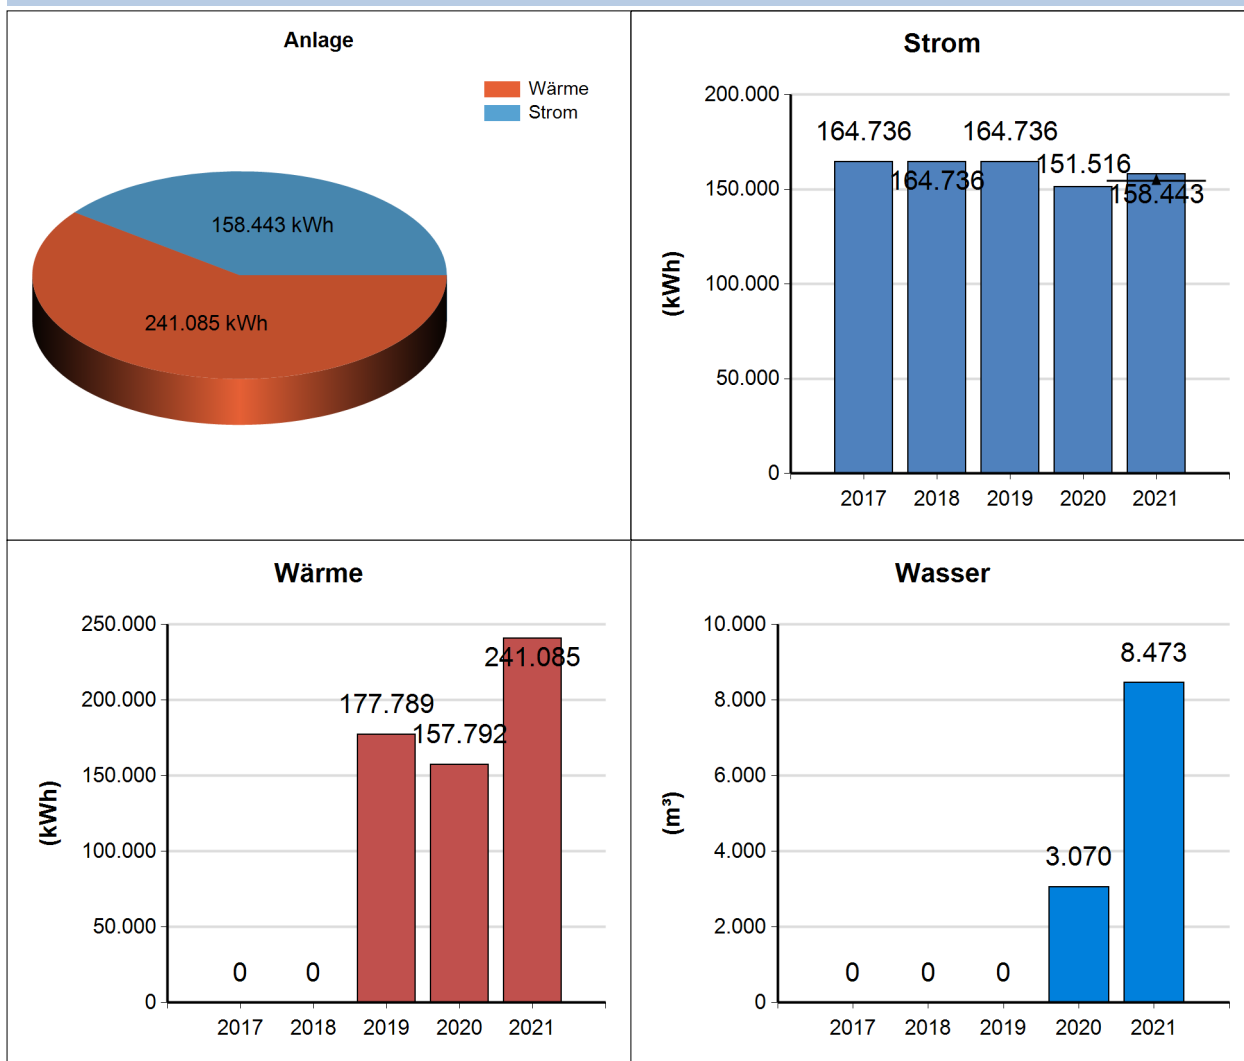 Anlage
Wärme
Strom
158.443 kWh
241.085 kWh
Strom
200.000
150.000
100.000
50.000
0
(kWh)
164.736
164.736
164.736
151.516
158.443
2017 2018 2019 2020 2021
Wärme
250.000
200.000
150.000
100.000
50.000
0
(kWh)
0
0
177.789
157.792
241.085
2017 2018 2019 2020 2021
Wasser
10.000
8.000
6.000
4.000
2.000
0
(m³)
0
0
0
3.070
8.473
2017 2018 2019 2020 2021